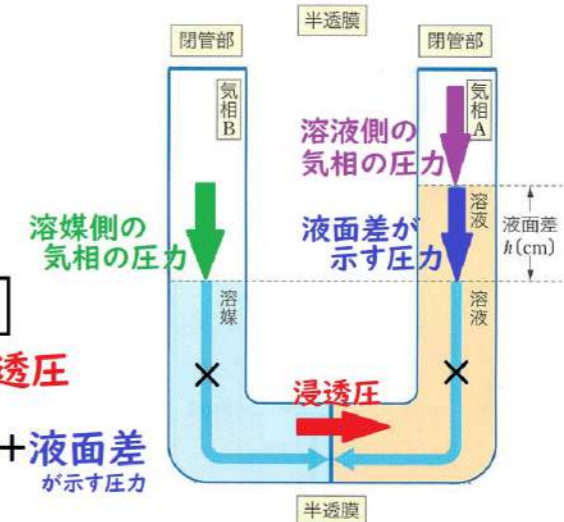 半透膜
閉管部
閉管部
気相B
気相A
溶液側の
気相の圧力
溶媒側の
気相の圧力
液面差が
示す圧力
溶液
液面差
h(cm)
溶媒
溶液
透圧
浸透圧
+液面差
が示す圧力
半透膜